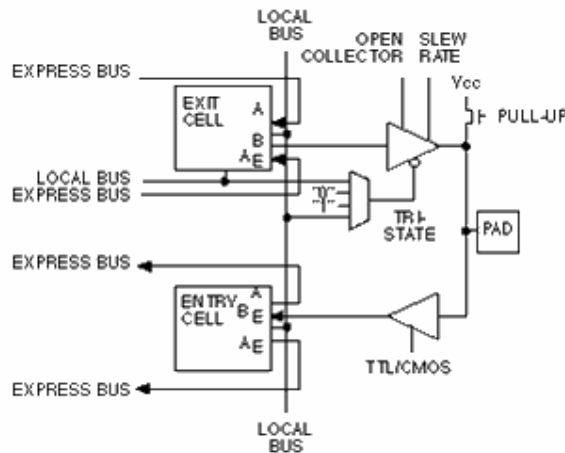 LOCAL
BUS
OPEN
COLLECTOR
SLEW
RATE
Vcc
EXPRESS BUS
EXIT
CELL
A
PULL-UP
B
A E
LOCAL BUS
EXPRESS BUS
"0"
"1"
TRI-
STATE
PAD
EXPRESS BUS
ENTRY
CELL
A
B E
A E
TTL/CMOS
EXPRESS BUS
LOCAL
BUS